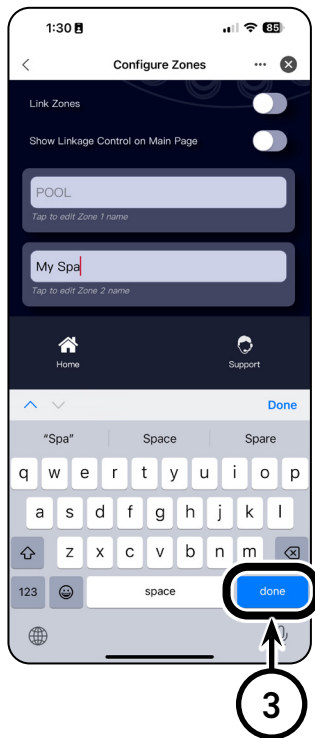 1:30
85
Configure Zones
Link Zones
Show Linkage Control on Main Page
POOL
Tap to edit Zone 1 name
My Spa
Tap to edit Zone 2 name
Home Support
Done
"Spa" Space Spare
q w e r t y u i o p
a s d f g h j k l
z x c v b n m
123 space done
3